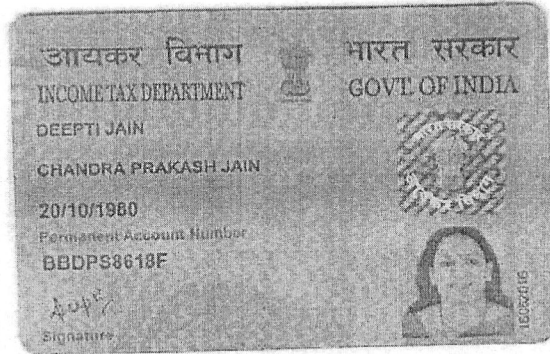 आयकर विभाग
भारत सरकार
INCOME TAX DEPARTMENT
GOVT. OF INDIA
DEEPTI JAIN
CHANDRA PRAKASH JAIN
20/10/1980
Permanent Account Number
BBDPS8618F
Signature